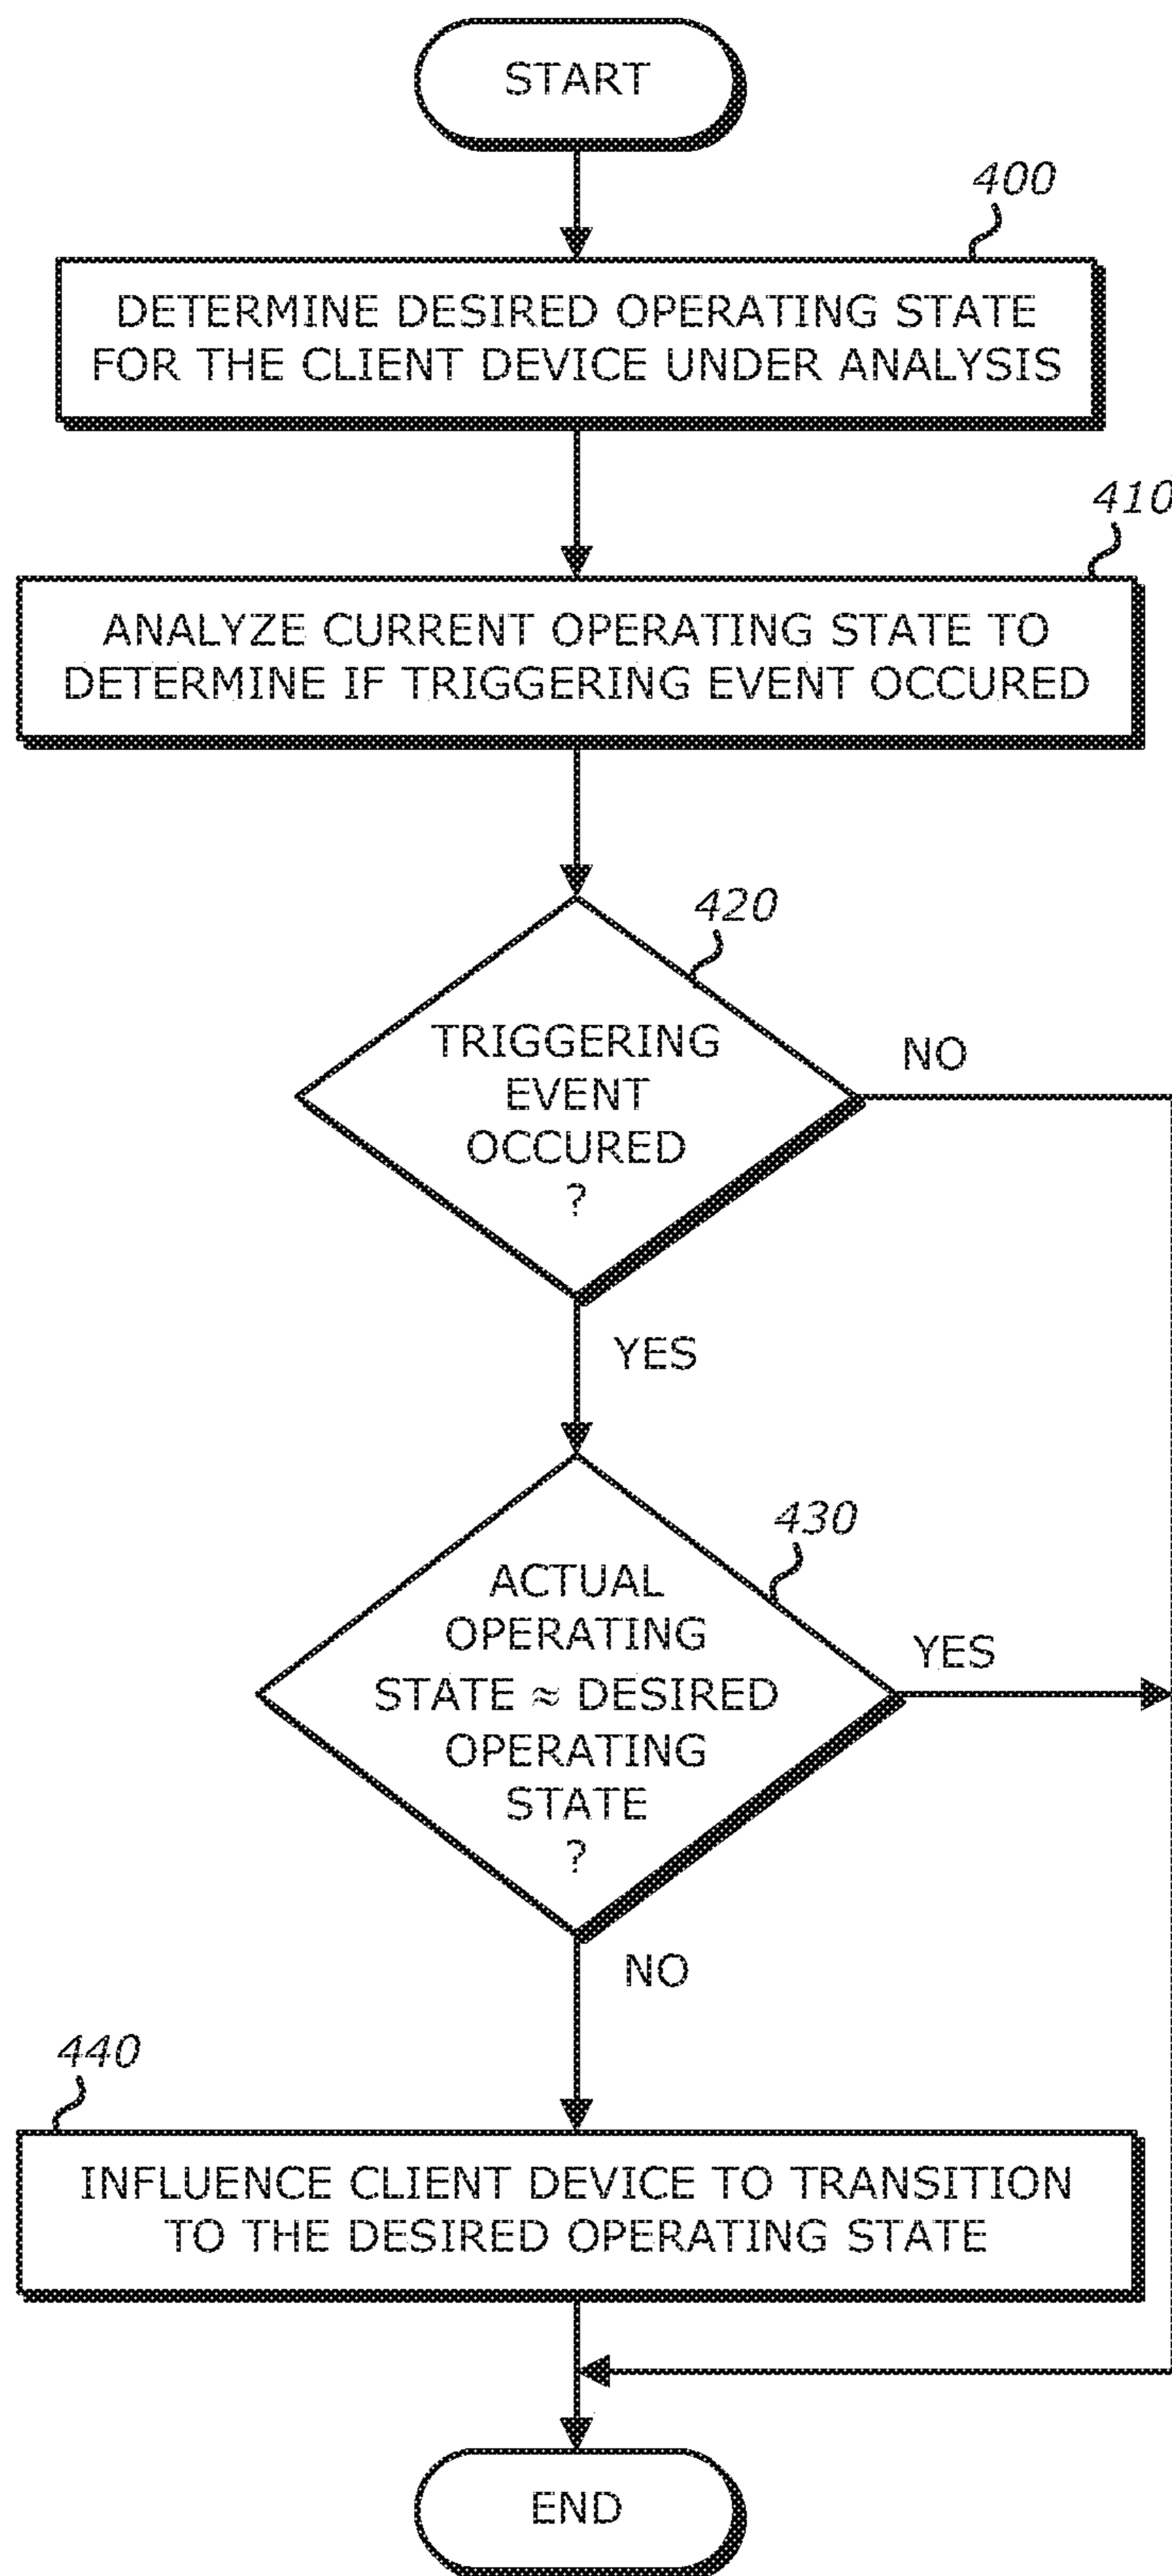 START
400
DETERMINE DESIRED OPERATING STATE
FOR THE CLIENT DEVICE UNDER ANALYSIS
410
ANALYZE CURRENT OPERATING STATE TO
DETERMINE IF TRIGGERING EVENT OCCURED
420
TRIGGERING
EVENT
OCCURED
?
NO
YES
430
ACTUAL
OPERATING
STATE ≈ DESIRED
OPERATING
STATE
?
YES
NO
440
INFLUENCE CLIENT DEVICE TO TRANSITION
TO THE DESIRED OPERATING STATE
END